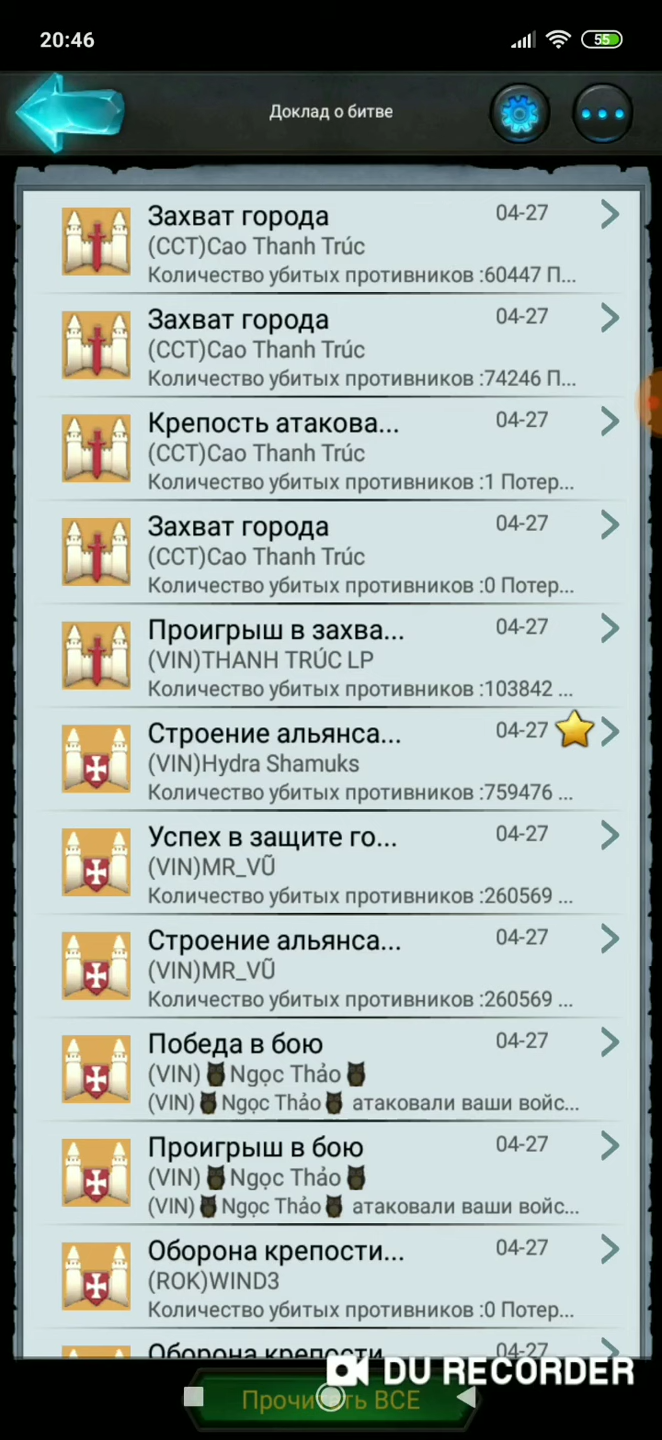 20:46
55
Доклад о битве
Захват города
04-27
(CCT)Cao Thanh Trúc
Количество убитых противников :60447 П...
Захват города
04-27
(CCT)Cao Thanh Trúc
Количество убитых противников :74246 П...
Крепость атакова...
04-27
(CCT)Cao Thanh Trúc
Количество убитых противников :1 Потер...
Захват города
04-27
(CCT)Cao Thanh Trúc
Количество убитых противников :0 Потер...
Проигрыш в захва...
04-27
(VIN)THANH TRÚC LP
Количество убитых противников :103842 ...
Строение альянса...
04-27
(VIN)Hydra Shamuks
Количество убитых противников :759476 ...
Успех в защите го...
04-27
(VIN)MR_VŨ
Количество убитых противников :260569 ...
Строение альянса...
04-27
(VIN)MR_VŨ
Количество убитых противников :260569 ...
Победа в бою
04-27
(VIN)🦉Ngọc Thảo🦉
(VIN)🦉Ngọc Thảo🦉 атаковали ваши войс...
Проигрыш в бою
04-27
(VIN)🦉Ngọc Thảo🦉
(VIN)🦉Ngọc Thảo🦉 атаковали ваши войс...
Оборона крепости...
04-27
(ROK)WIND3
Количество убитых противников :0 Потер...
Оборона крепости
04-27
DU RECORDER
Прочитать ВСЕ